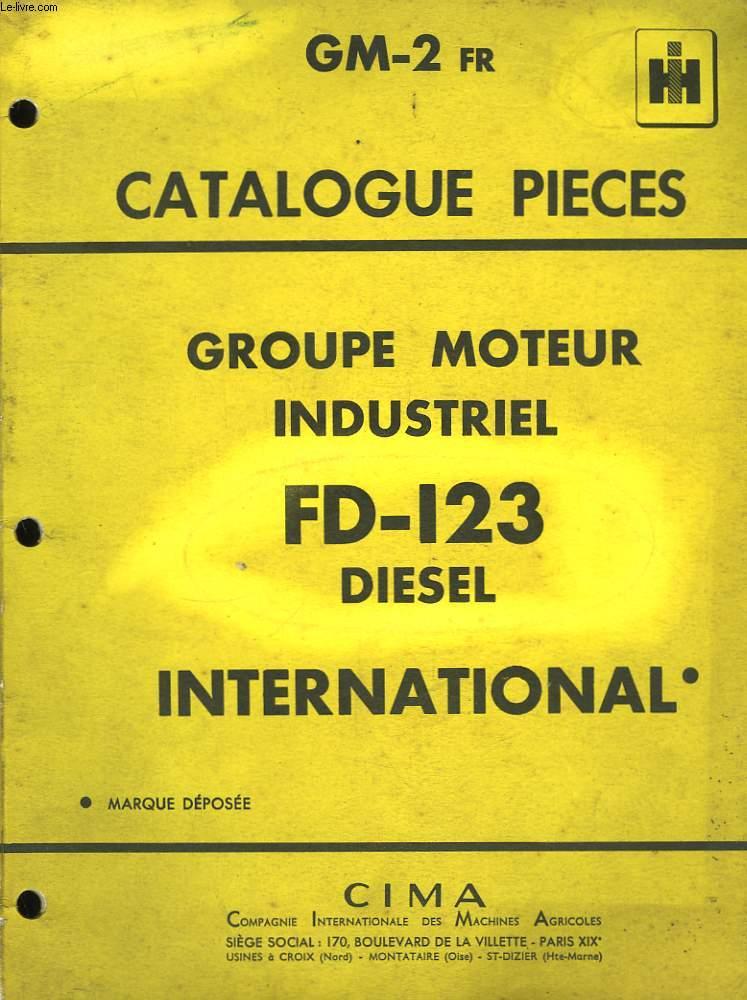 Le-livre.com
GM-2 FR
IH
CATALOGUE PIECES
GROUPE MOTEUR
INDUSTRIEL
FD-123
DIESEL
INTERNATIONAL•
• MARQUE DÉPOSÉE
CIMA
COMPAGNIE INTERNATIONALE DES MACHINES AGRICOLES
SIÈGE SOCIAL : 170, BOULEVARD DE LA VILLETTE - PARIS XIXe
USINES à CROIX (Nord) - MONTATAIRE (Oise) - ST-DIZIER (Hte-Marne)